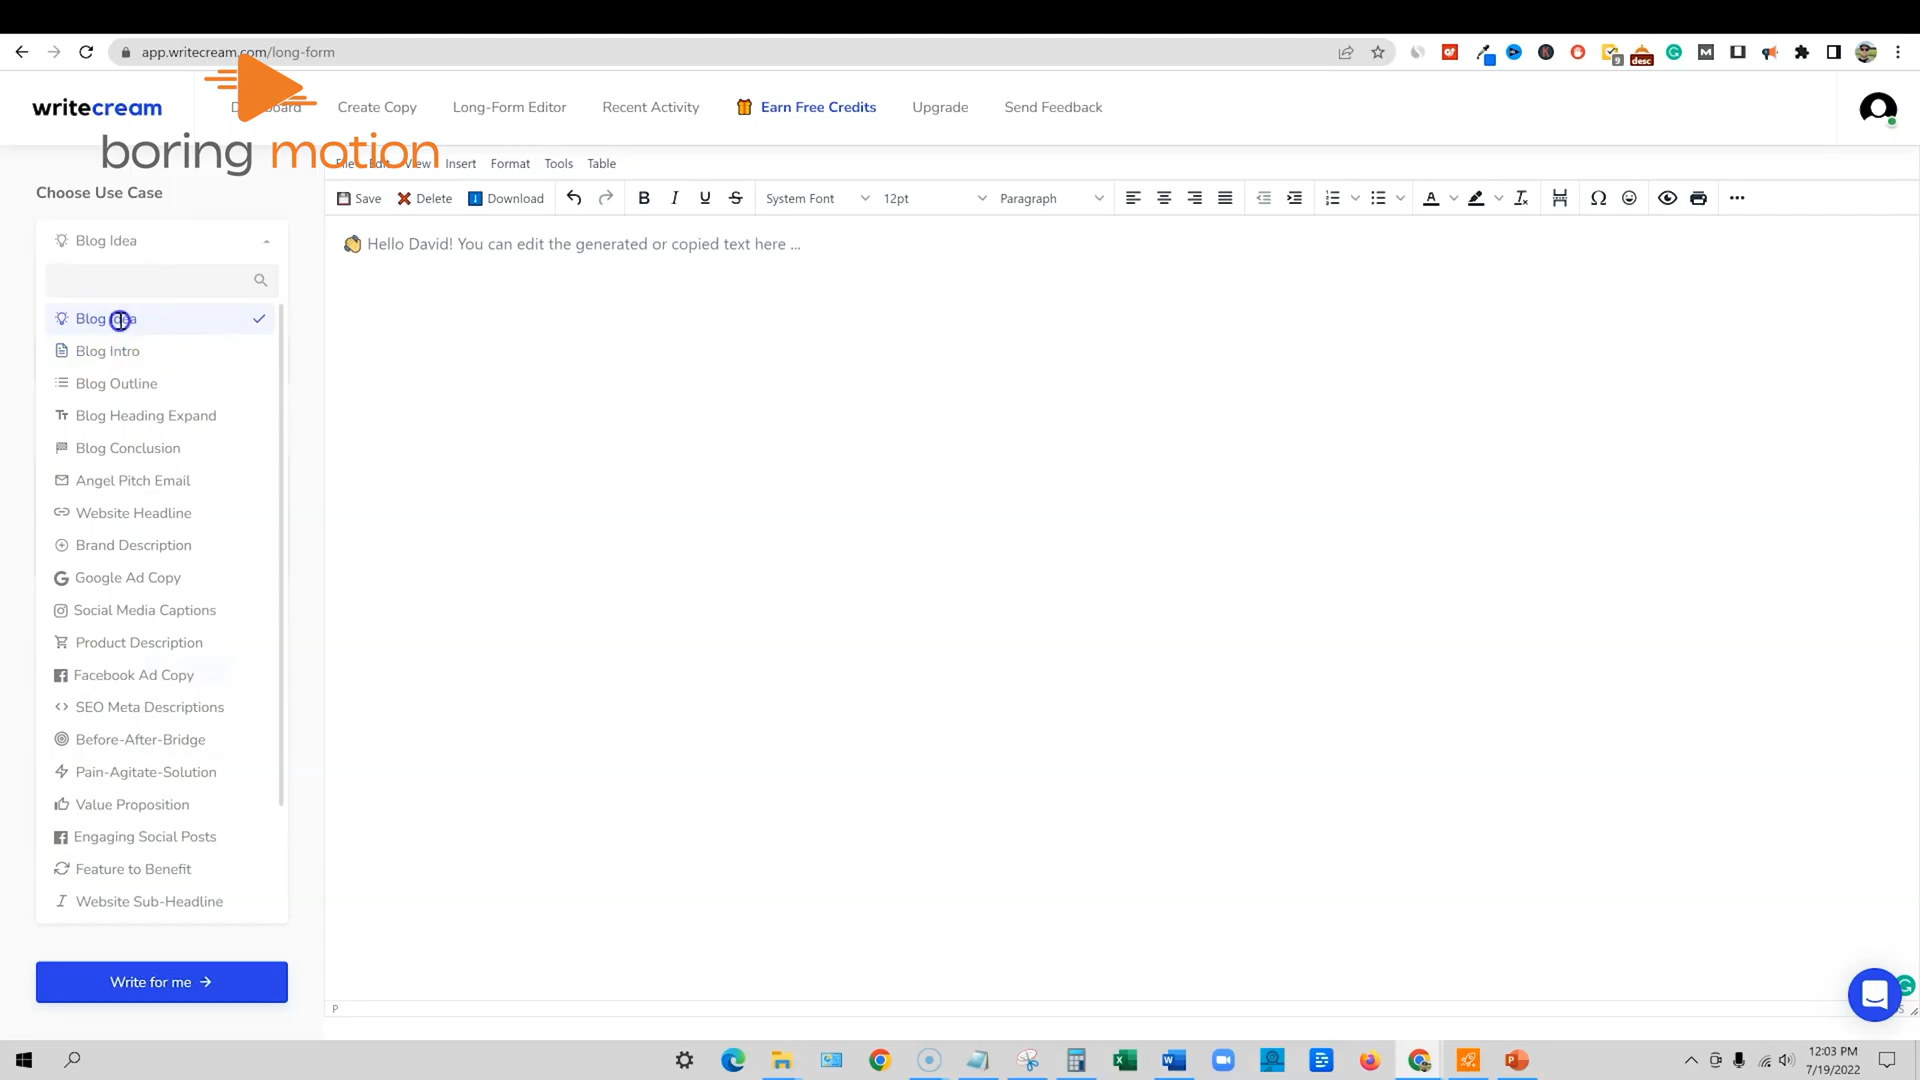 app.writecream.com/long-form
writecream
Create Copy
Long-Form Editor
Recent Activity
Earn Free Credits
Upgrade
Send Feedback
boring motion
View Insert Format Tools Table
Choose Use Case
Save Delete Download
B I U S
System Font
12pt
Paragraph
Blog Idea
Hello David! You can edit the generated or copied text here ...
Blog Idea
Blog Intro
Blog Outline
Blog Heading Expand
Blog Conclusion
Angel Pitch Email
Website Headline
Brand Description
Google Ad Copy
Social Media Captions
Product Description
Facebook Ad Copy
SEO Meta Descriptions
Before-After-Bridge
Pain-Agitate-Solution
Value Proposition
Engaging Social Posts
Feature to Benefit
Website Sub-Headline
Write for me
P
12:03 PM
7/19/2022
desc
9